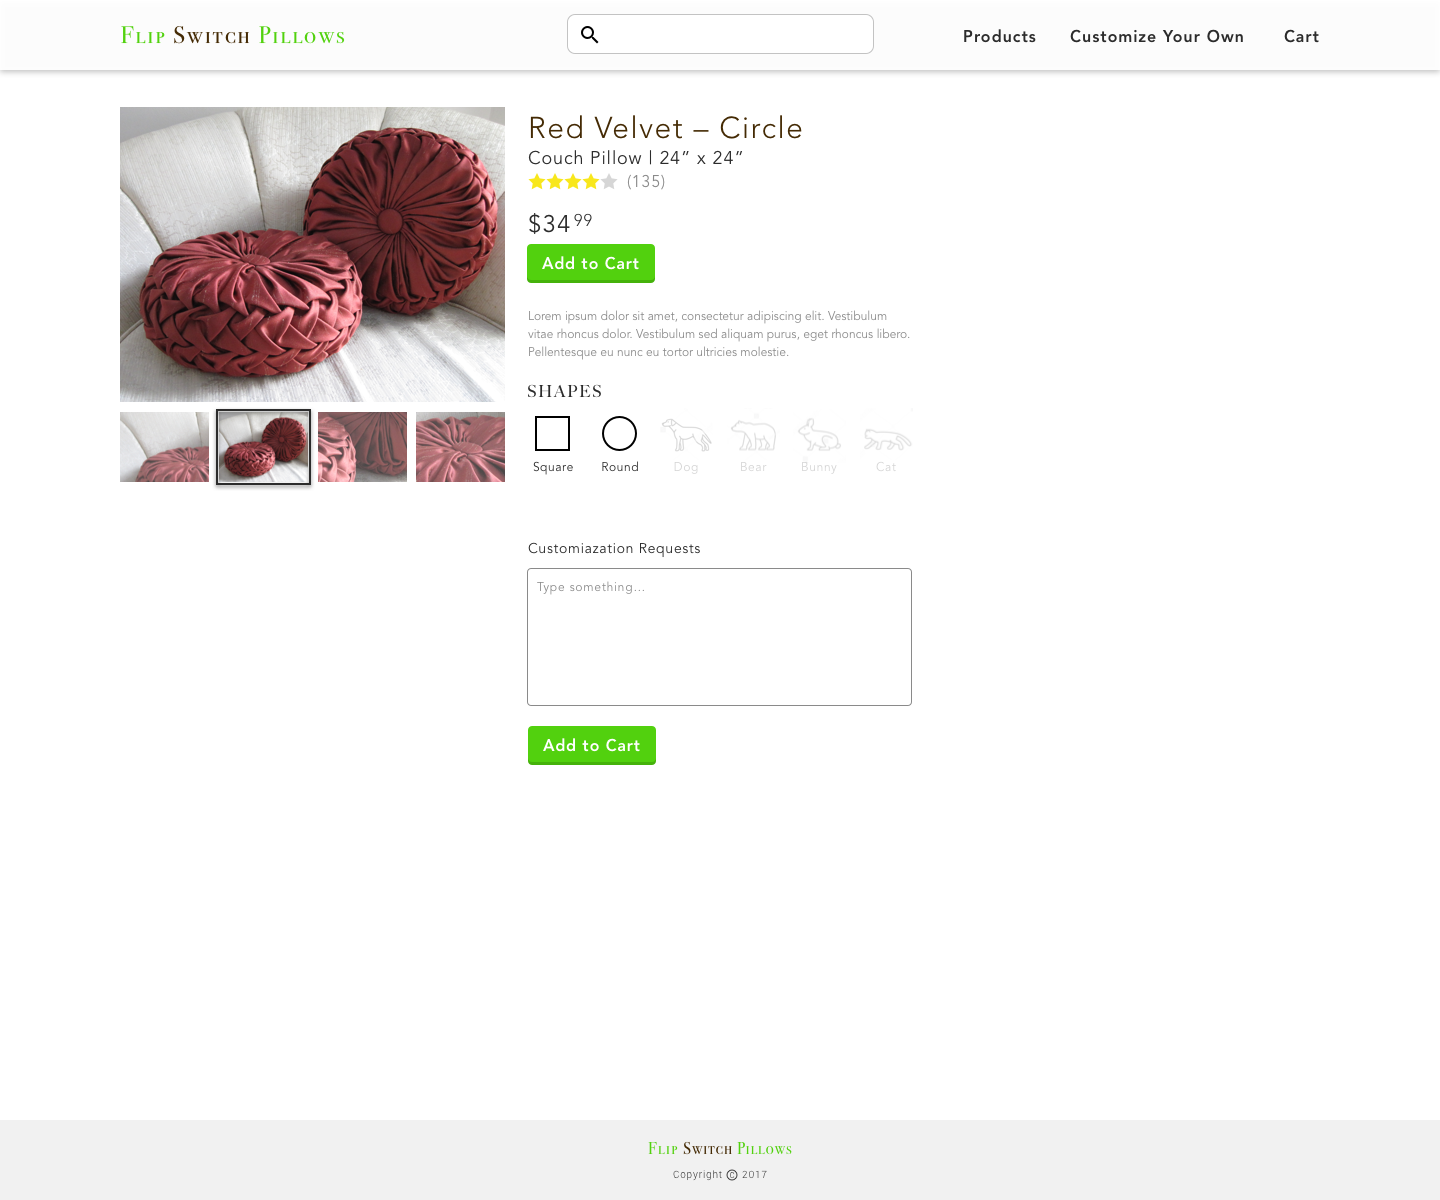 Flip Switch Pillows
Products Customize Your Own Cart
Red Velvet – Circle
Couch Pillow | 24” x 24”
(135)
$34 99
Add to Cart
Lorem ipsum dolor sit amet, consectetur adipiscing elit. Vestibulum
vitae rhoncus dolor. Vestibulum sed aliquam purus, eget rhoncus libero.
Pellentesque eu nunc eu tortor ultricies molestie.
SHAPES
Square Round Dog Bear Bunny Cat
Customiazation Requests
Type something...
Add to Cart
Flip Switch Pillows
Copyright © 2017